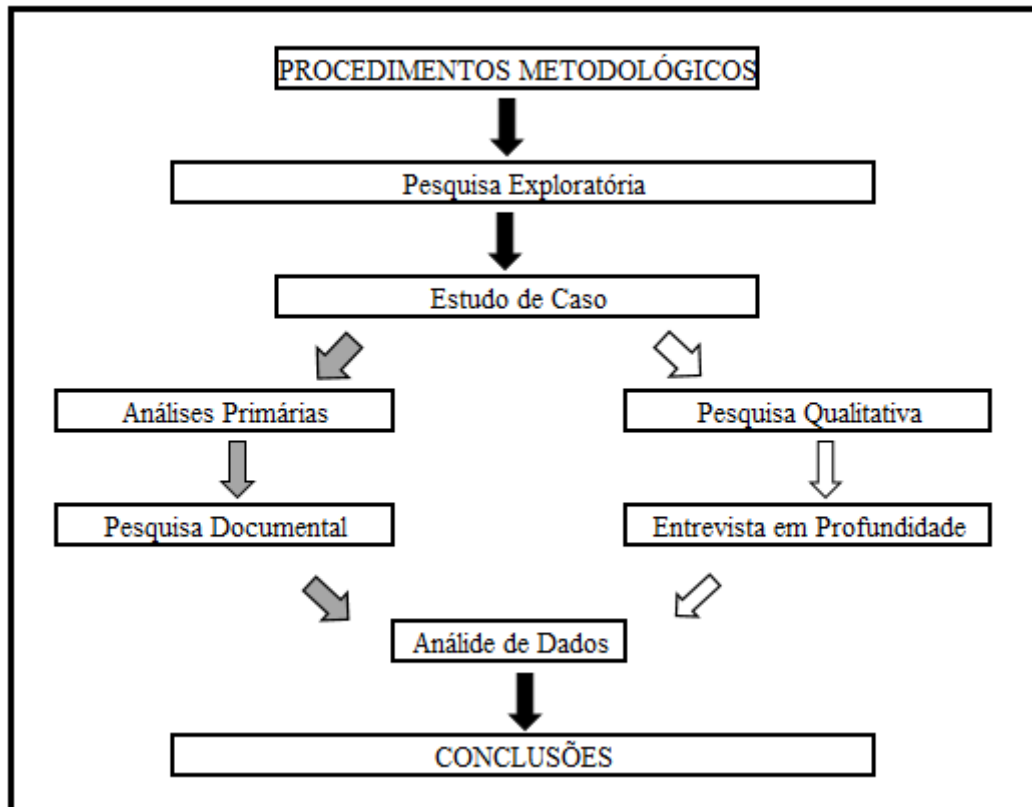 PROCEDIMENTOS METODOLÓGICOS
Pesquisa Exploratória
Estudo de Caso
Análises Primárias
Pesquisa Qualitativa
Pesquisa Documental
Entrevista em Profundidade
Análide de Dados
CONCLUSÕES